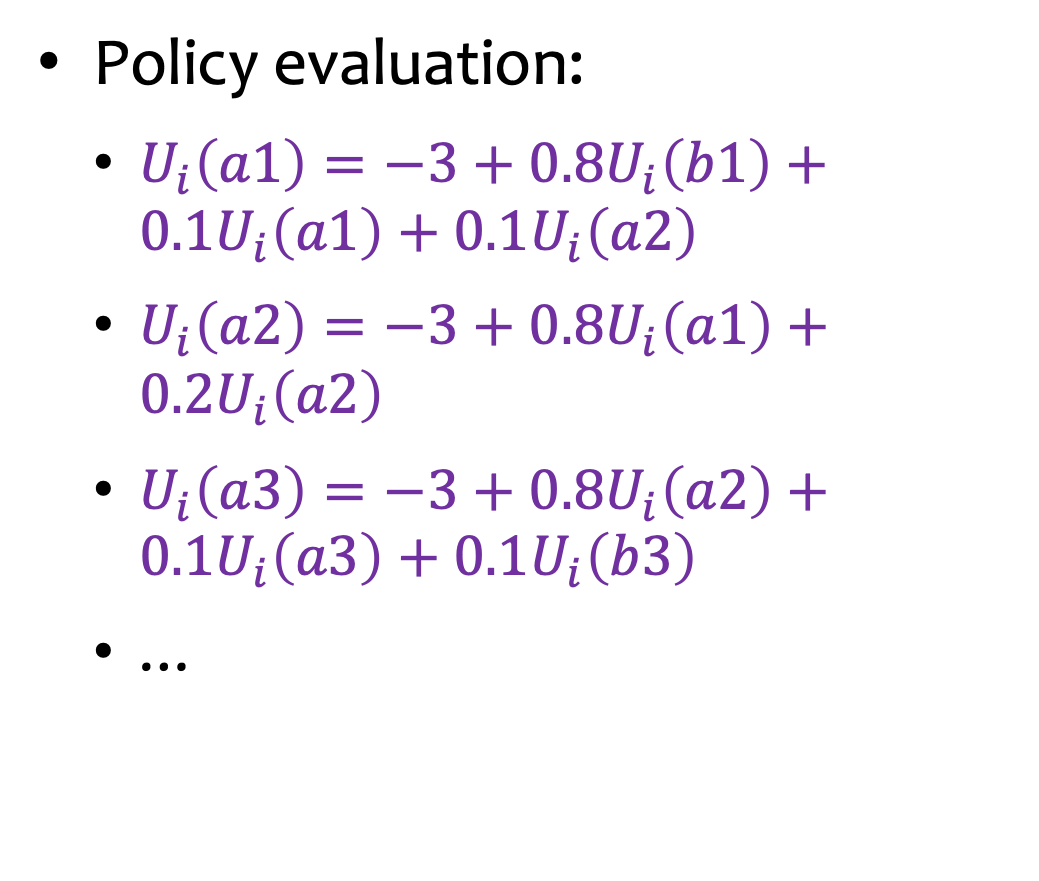 • Policy evaluation:
• Uᵢ(a1) = −3 + 0.8Uᵢ(b1) +
0.1Uᵢ(a1) + 0.1Uᵢ(a2)
• Uᵢ(a2) = −3 + 0.8Uᵢ(a1) +
0.2Uᵢ(a2)
• Uᵢ(a3) = −3 + 0.8Uᵢ(a2) +
0.1Uᵢ(a3) + 0.1Uᵢ(b3)
• ...